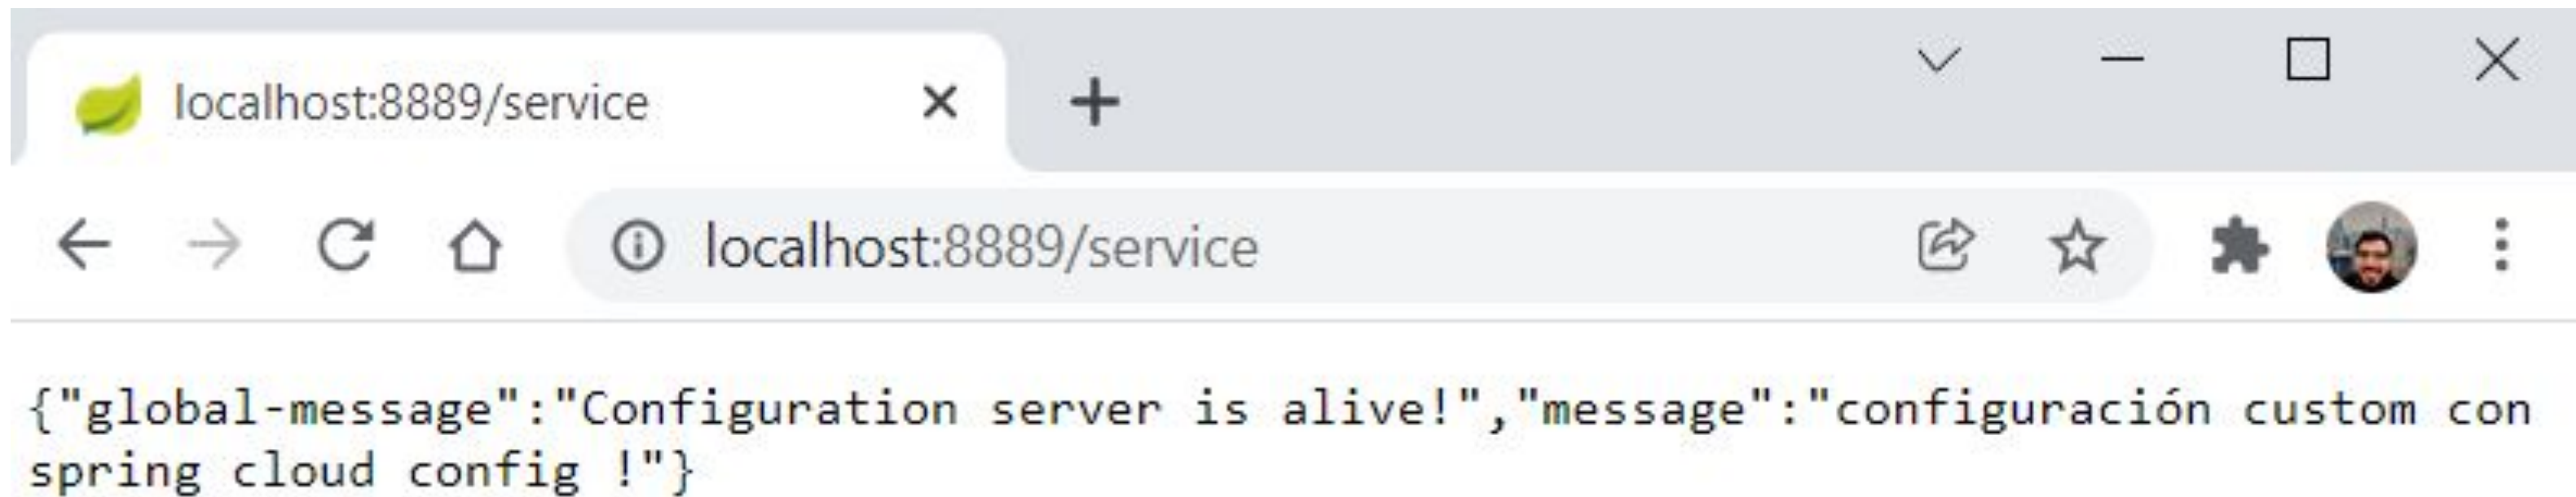 localhost:8889/service
localhost:8889/service
{"global-message":"Configuration server is alive!","message":"configuración custom con
spring cloud config !"}